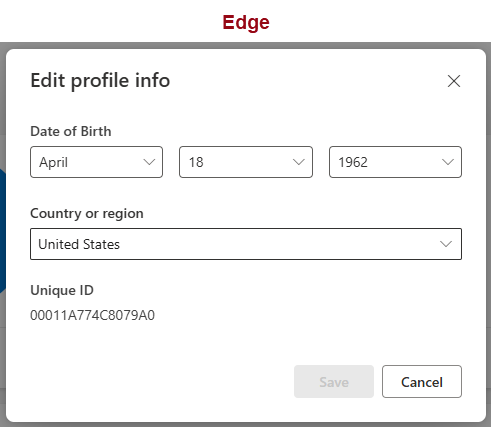 Edge
Edit profile info
Date of Birth
April 18 1962
Country or region
United States
Unique ID
00011A774C8079A0
Save Cancel